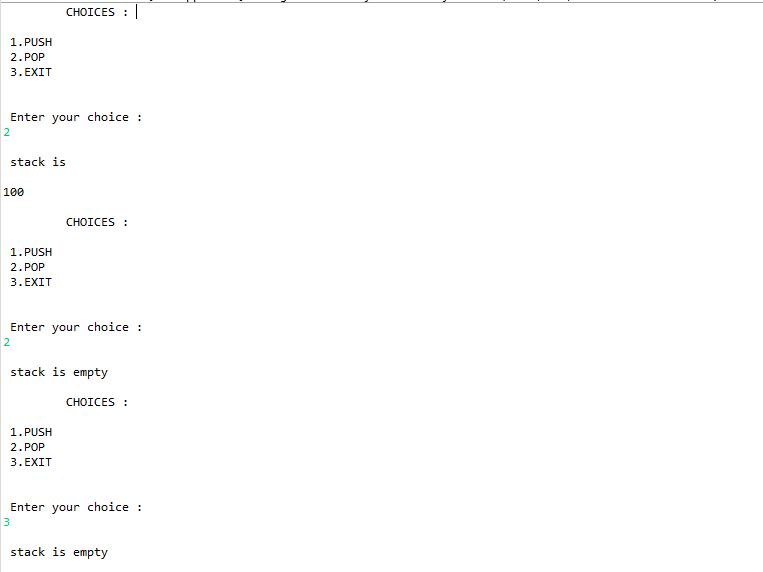 CHOICES :
1.PUSH
2.POP
3.EXIT
Enter your choice :
2
stack is
100
CHOICES :
1.PUSH
2.POP
3.EXIT
Enter your choice :
2
stack is empty
CHOICES :
1.PUSH
2.POP
3.EXIT
Enter your choice :
3
stack is empty